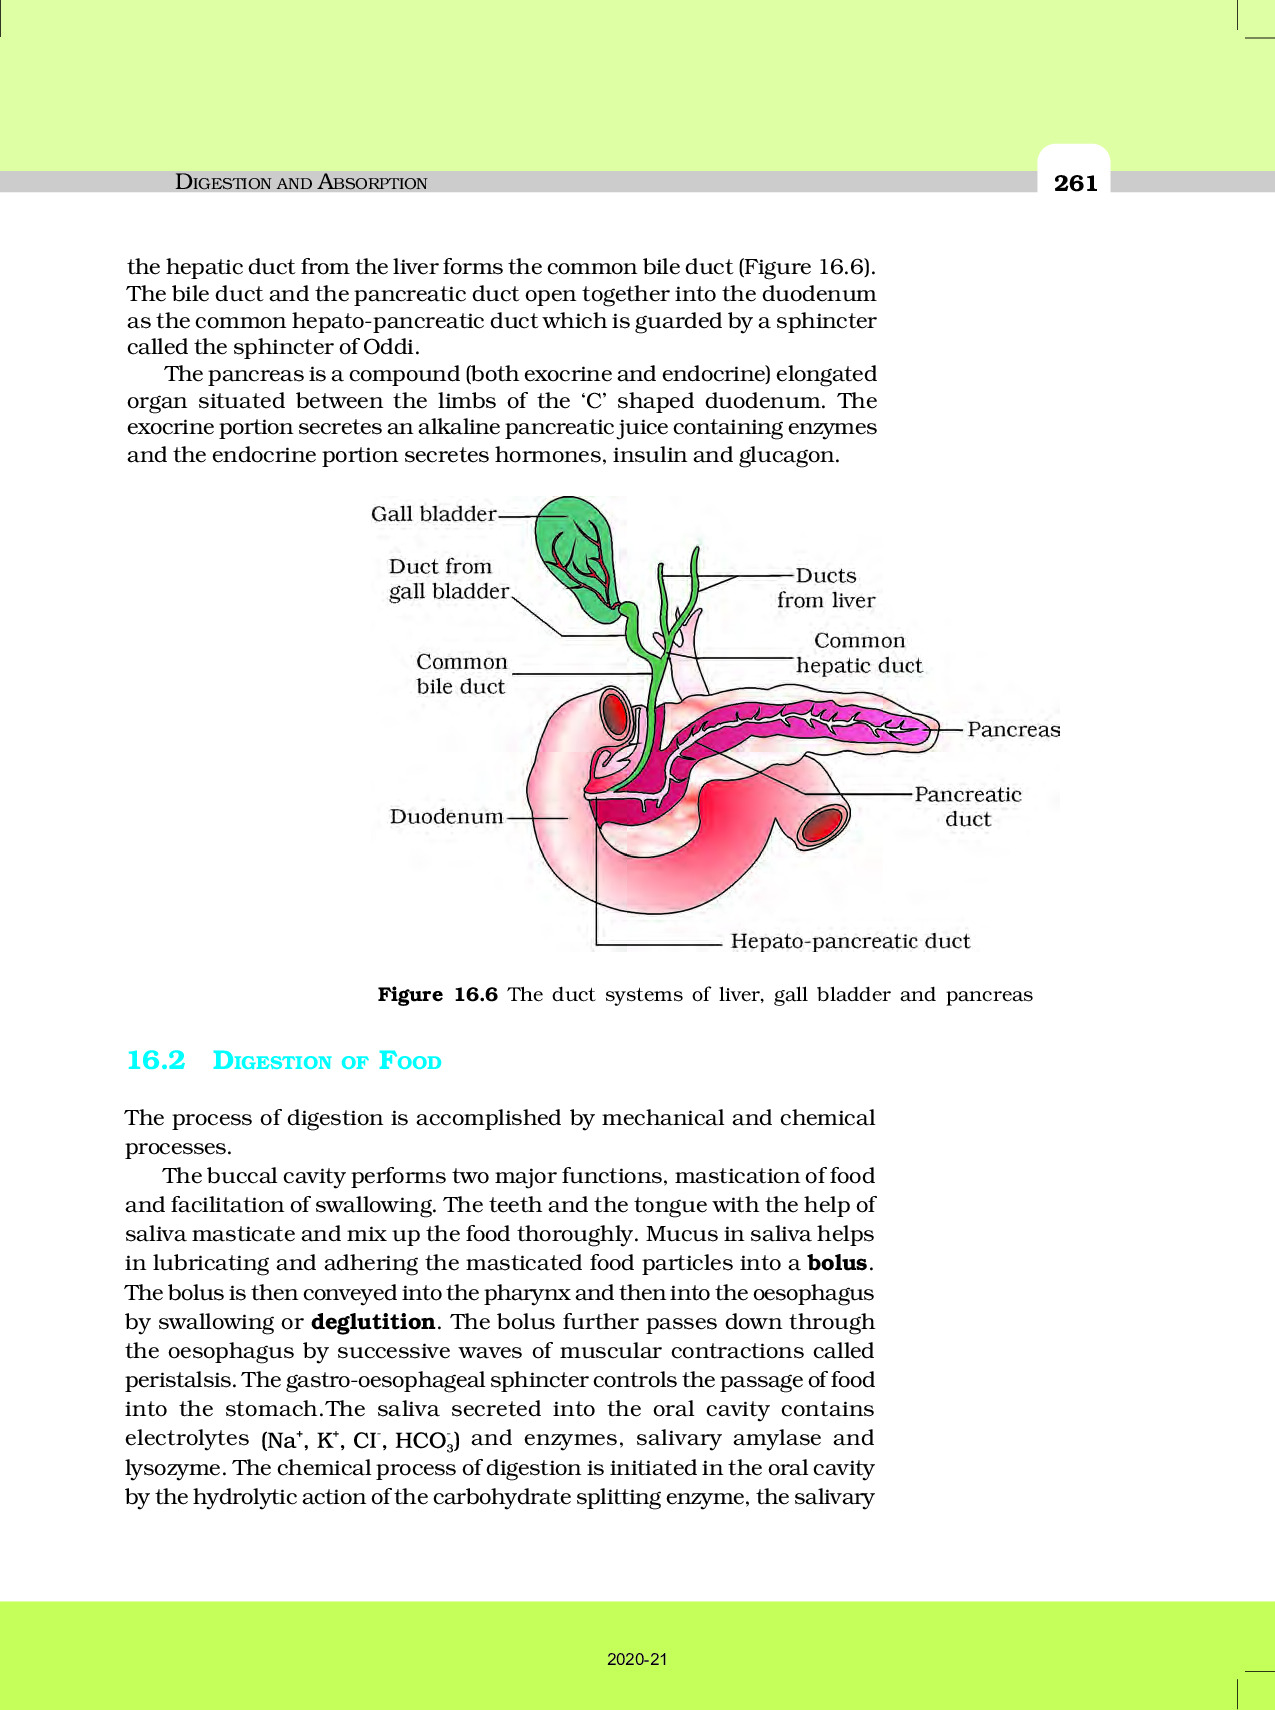 DIGESTION AND ABSORPTION
261
the hepatic duct from the liver forms the common bile duct (Figure 16.6).
The bile duct and the pancreatic duct open together into the duodenum
as the common hepato-pancreatic duct which is guarded by a sphincter
called the sphincter of Oddi.
The pancreas is a compound (both exocrine and endocrine) elongated
organ situated between the limbs of the ‘C’ shaped duodenum. The
exocrine portion secretes an alkaline pancreatic juice containing enzymes
and the endocrine portion secretes hormones, insulin and glucagon.
Gall bladder
Duct from
gall bladder
Ducts
from liver
Common
hepatic duct
Common
bile duct
Pancreas
Pancreatic
duct
Duodenum
Hepato-pancreatic duct
Figure 16.6 The duct systems of liver, gall bladder and pancreas
16.2 DIGESTION OF FOOD
The process of digestion is accomplished by mechanical and chemical
processes.
The buccal cavity performs two major functions, mastication of food
and facilitation of swallowing. The teeth and the tongue with the help of
saliva masticate and mix up the food thoroughly. Mucus in saliva helps
in lubricating and adhering the masticated food particles into a bolus.
The bolus is then conveyed into the pharynx and then into the oesophagus
by swallowing or deglutition. The bolus further passes down through
the oesophagus by successive waves of muscular contractions called
peristalsis. The gastro-oesophageal sphincter controls the passage of food
into the stomach.The saliva secreted into the oral cavity contains
electrolytes (Na⁺, K⁺, Cl⁻, HCO₃⁻) and enzymes, salivary amylase and
lysozyme. The chemical process of digestion is initiated in the oral cavity
by the hydrolytic action of the carbohydrate splitting enzyme, the salivary
2020-21